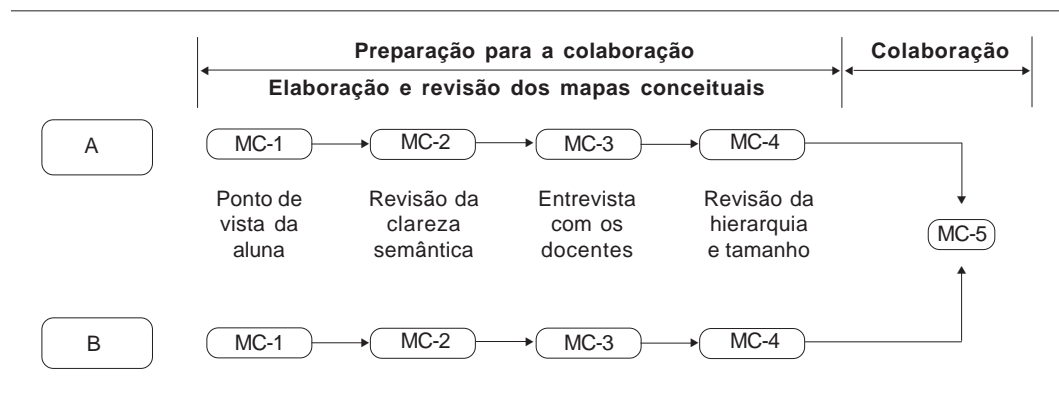 Preparação para a colaboração
Colaboração
Elaboração e revisão dos mapas conceituais
A
MC-1
MC-2
MC-3
MC-4
Ponto de
vista da
aluna
Revisão da
clareza
semântica
Entrevista
com os
docentes
Revisão da
hierarquia
e tamanho
MC-5
B
MC-1
MC-2
MC-3
MC-4